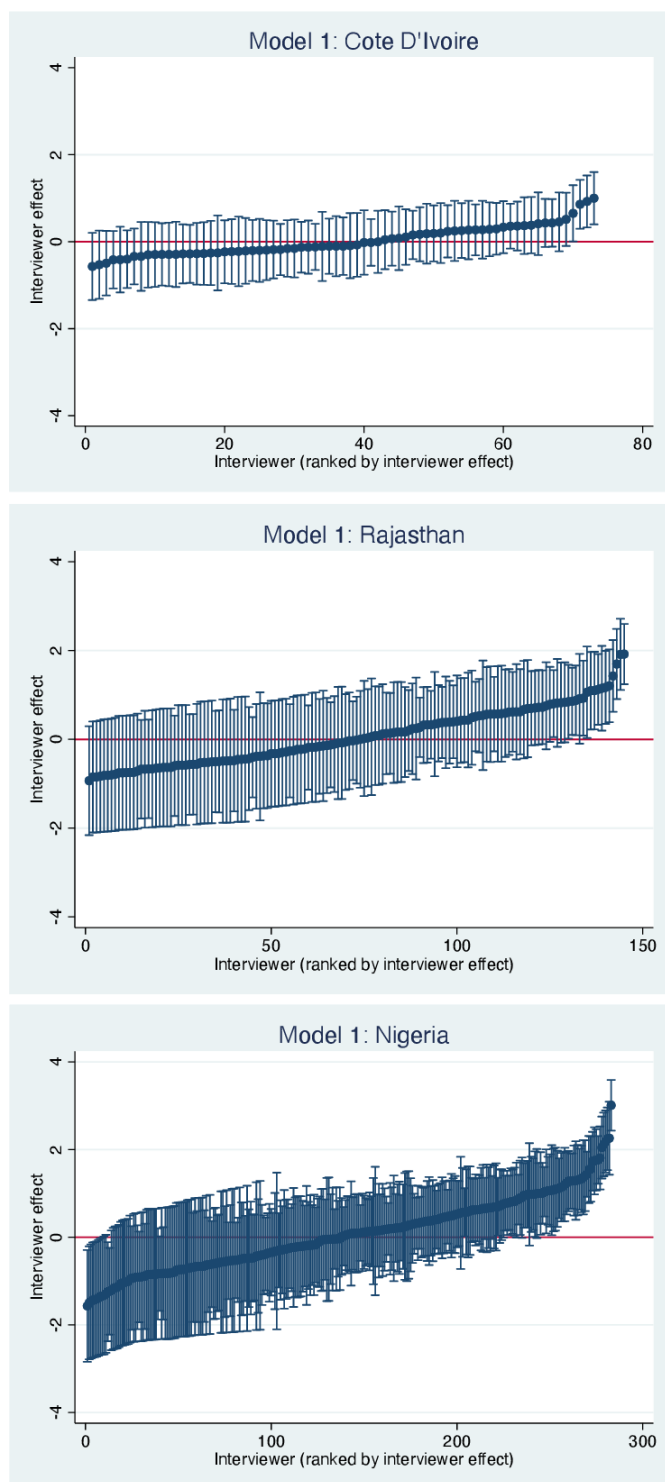 Model 1: Cote D'Ivoire
4
2
0
-2
-4
Interviewer effect
0 20 40 60 80
Interviewer (ranked by interviewer effect)
Model 1: Rajasthan
4
2
0
-2
-4
Interviewer effect
0 50 100 150
Interviewer (ranked by interviewer effect)
Model 1: Nigeria
4
2
0
-2
-4
Interviewer effect
0 100 200 300
Interviewer (ranked by interviewer effect)